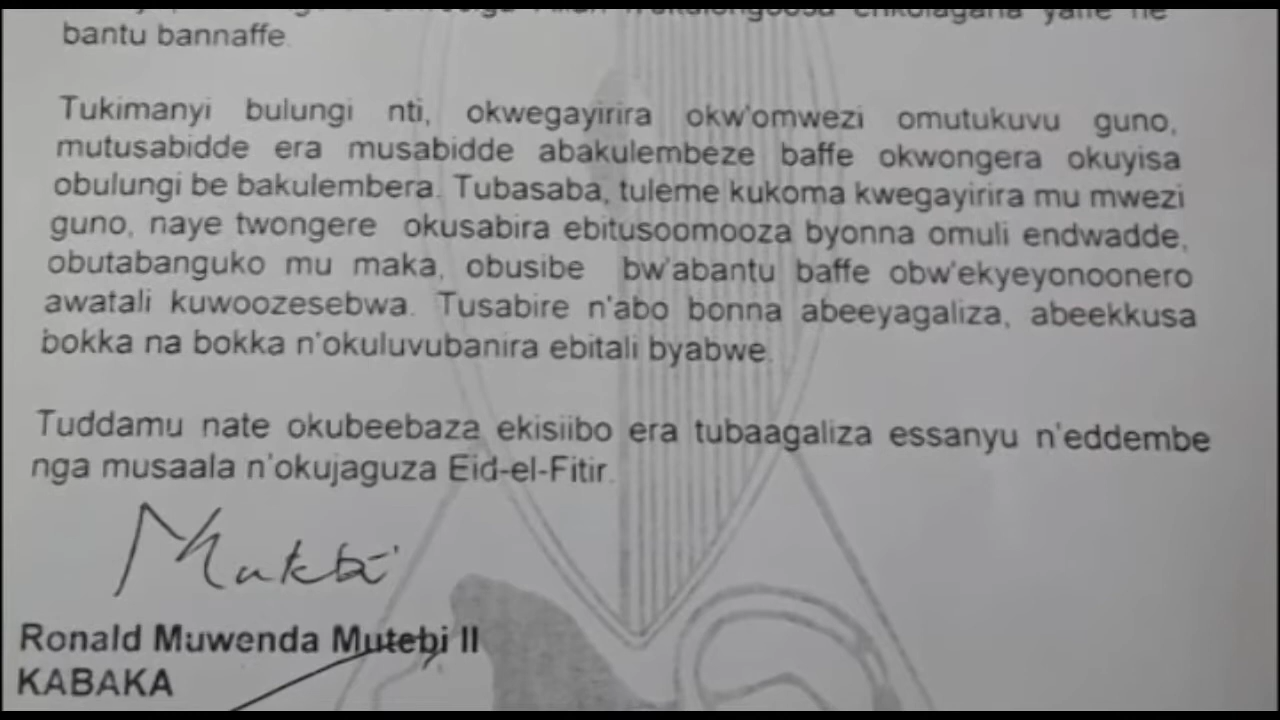 bantu bannaffe.
Tukimanyi bulungi nti, okwegayirira okw'omwezi omutukuvu guno,
mutusabidde era musabidde abakulembeze baffe okwongera okuyisa
obulungi be bakulembera. Tubasaba, tuleme kukoma kwegayirira mu mwezi
guno, naye twongere okusabira ebitusoomooza byonna omuli endwadde,
obutabanguko mu maka, obusibe bw'abantu baffe obw'ekyeyonoonero
awatali kuwoozesebwa. Tusabire n'abo bonna abeeyagaliza, abeekkusa
bokka na bokka n'okuluvubanira ebitali byabwe.
Tuddamu nate okubeebaza ekisiibo era tubaagaliza essanyu n'eddembe
nga musaala n'okujaguza Eid-el-Fitir.
Ronald Muwenda Mutebi II
KABAKA